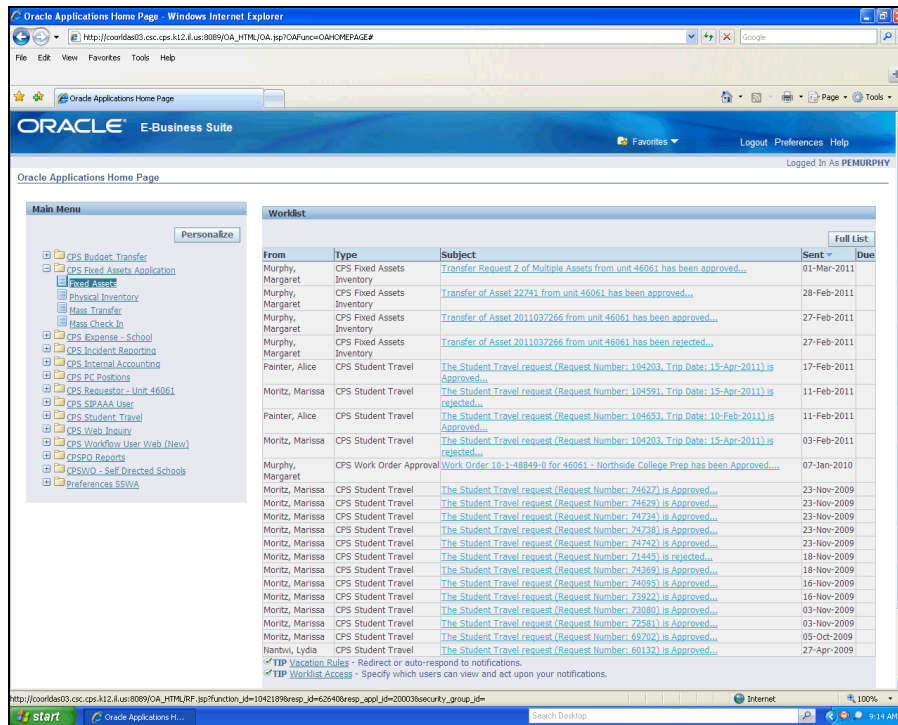 Oracle Applications Home Page - Windows Internet Explorer
http://coorldas03.csc.cps.k12.il.us:8089/OA_HTML/OA.jsp?OAFunc=OAHOMEPAGE#
Google
File Edit View Favorites Tools Help
Oracle Applications Home Page
Page Tools
ORACLE E-Business Suite
Favorites
Logout Preferences Help
Logged In As PEMURPHY
Oracle Applications Home Page
Main Menu
Personalize
CPS Budget Transfer
CPS Fixed Assets Application
Fixed Assets
Physical Inventory
Mass Transfer
Mass Check In
CPS iExpense - School
CPS Incident Reporting
CPS Internal Accounting
CPS PC Positions
CPS Requestor - Unit 46061
CPS SIPAAA User
CPS Student Travel
CPS Web Inquiry
CPS Workflow User Web (New)
CPSPO Reports
CPSWO - Self Directed Schools
Preferences SSWA
Worklist
Full List
From Type Subject Sent Due
Murphy, Margaret CPS Fixed Assets Inventory Transfer Request 2 of Multiple Assets from unit 46061 has been approved... 01-Mar-2011
Murphy, Margaret CPS Fixed Assets Inventory Transfer of Asset 22741 from unit 46061 has been approved... 28-Feb-2011
Murphy, Margaret CPS Fixed Assets Inventory Transfer of Asset 2011037266 from unit 46061 has been approved... 27-Feb-2011
Murphy, Margaret CPS Fixed Assets Inventory Transfer of Asset 2011037266 from unit 46061 has been rejected... 27-Feb-2011
Painter, Alice CPS Student Travel The Student Travel request (Request Number: 104203, Trip Date: 15-Apr-2011) is Approved... 17-Feb-2011
Moritz, Marissa CPS Student Travel The Student Travel request (Request Number: 104591, Trip Date: 15-Apr-2011) is rejected... 11-Feb-2011
Painter, Alice CPS Student Travel The Student Travel request (Request Number: 104653, Trip Date: 10-Feb-2011) is Approved... 11-Feb-2011
Moritz, Marissa CPS Student Travel The Student Travel request (Request Number: 104203, Trip Date: 15-Apr-2011) is rejected... 03-Feb-2011
Murphy, Margaret CPS Work Order Approval Work Order 10-1-48849-0 for 46061 - Northside College Prep has been Approved.... 07-Jan-2010
Moritz, Marissa CPS Student Travel The Student Travel request (Request Number: 74627) is Approved... 23-Nov-2009
Moritz, Marissa CPS Student Travel The Student Travel request (Request Number: 74629) is Approved... 23-Nov-2009
Moritz, Marissa CPS Student Travel The Student Travel request (Request Number: 74734) is Approved... 23-Nov-2009
Moritz, Marissa CPS Student Travel The Student Travel request (Request Number: 74738) is Approved... 23-Nov-2009
Moritz, Marissa CPS Student Travel The Student Travel request (Request Number: 74742) is Approved... 23-Nov-2009
Moritz, Marissa CPS Student Travel The Student Travel request (Request Number: 71445) is rejected... 18-Nov-2009
Moritz, Marissa CPS Student Travel The Student Travel request (Request Number: 74369) is Approved... 18-Nov-2009
Moritz, Marissa CPS Student Travel The Student Travel request (Request Number: 74095) is Approved... 16-Nov-2009
Moritz, Marissa CPS Student Travel The Student Travel request (Request Number: 73922) is Approved... 16-Nov-2009
Moritz, Marissa CPS Student Travel The Student Travel request (Request Number: 73080) is Approved... 03-Nov-2009
Moritz, Marissa CPS Student Travel The Student Travel request (Request Number: 72581) is Approved... 03-Nov-2009
Moritz, Marissa CPS Student Travel The Student Travel request (Request Number: 69702) is Approved... 05-Oct-2009
Nantwi, Lydia CPS Student Travel The Student Travel request (Request Number: 60132) is Approved... 27-Apr-2009
TIP Vacation Rules - Redirect or auto-respond to notifications.
TIP Worklist Access - Specify which users can view and act upon your notifications.
http://coorldas03.csc.cps.k12.il.us:8089/OA_HTML/RF.jsp?function_id=1042189&resp_id=62640&resp_appl_id=20003&security_group_id=
Internet 100%
start Oracle Applications H... Search Desktop 9:14 AM